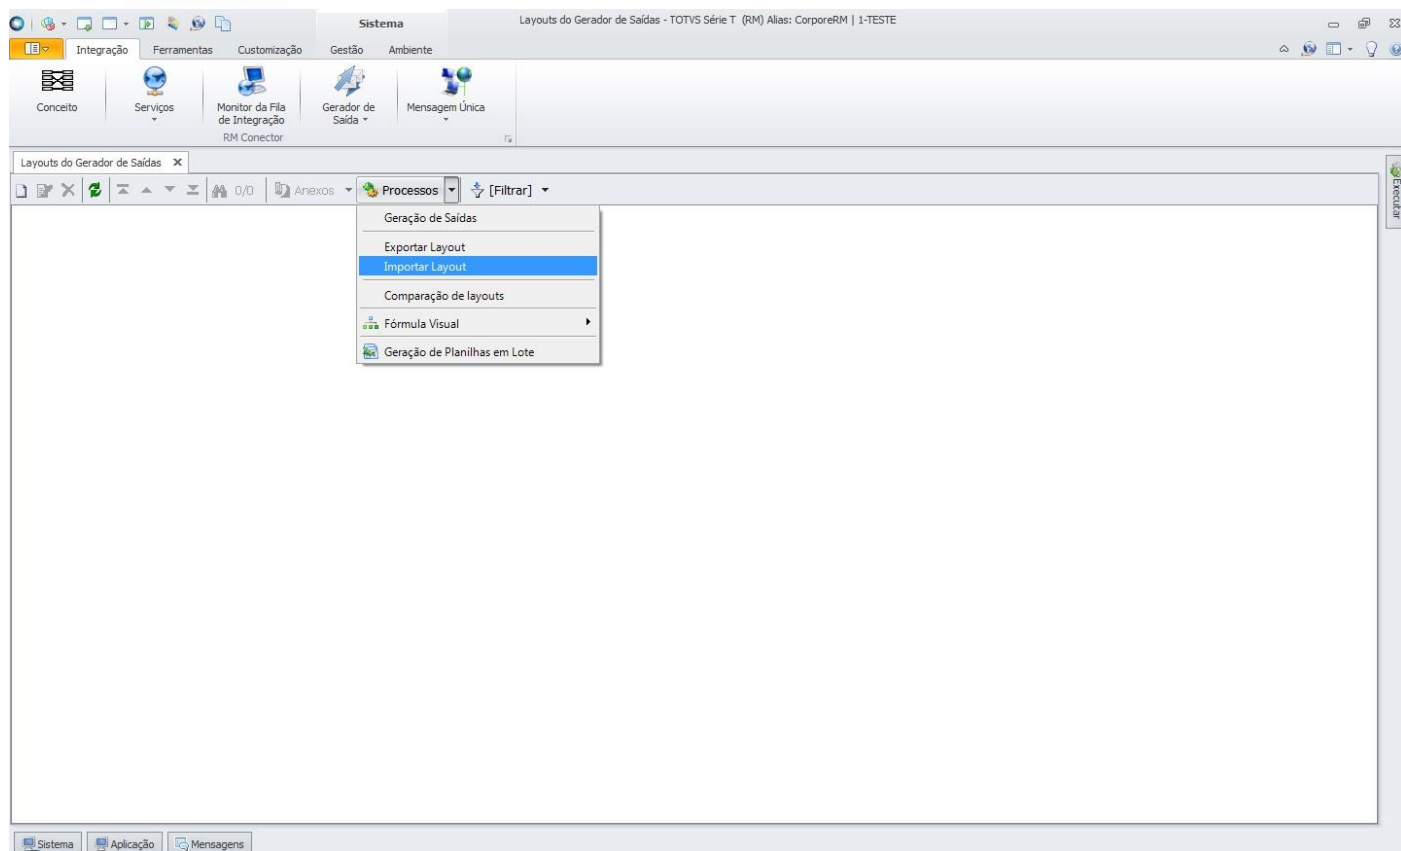 Sistema
Layouts do Gerador de Saídas - TOTVS Série T (RM) Alias: CorporeRM | 1-TESTE
Integração Ferramentas Customização Gestão Ambiente
Conceito Serviços Monitor da Fila de Integração Gerador de Saída Mensagem Única
RM Conector
Layouts do Gerador de Saídas X
0/0 Anexos Processos [Filtrar]
Executar
Geração de Saídas
Exportar Layout
Importar Layout
Comparação de layouts
Fórmula Visual
Geração de Planilhas em Lote
Sistema Aplicação Mensagens